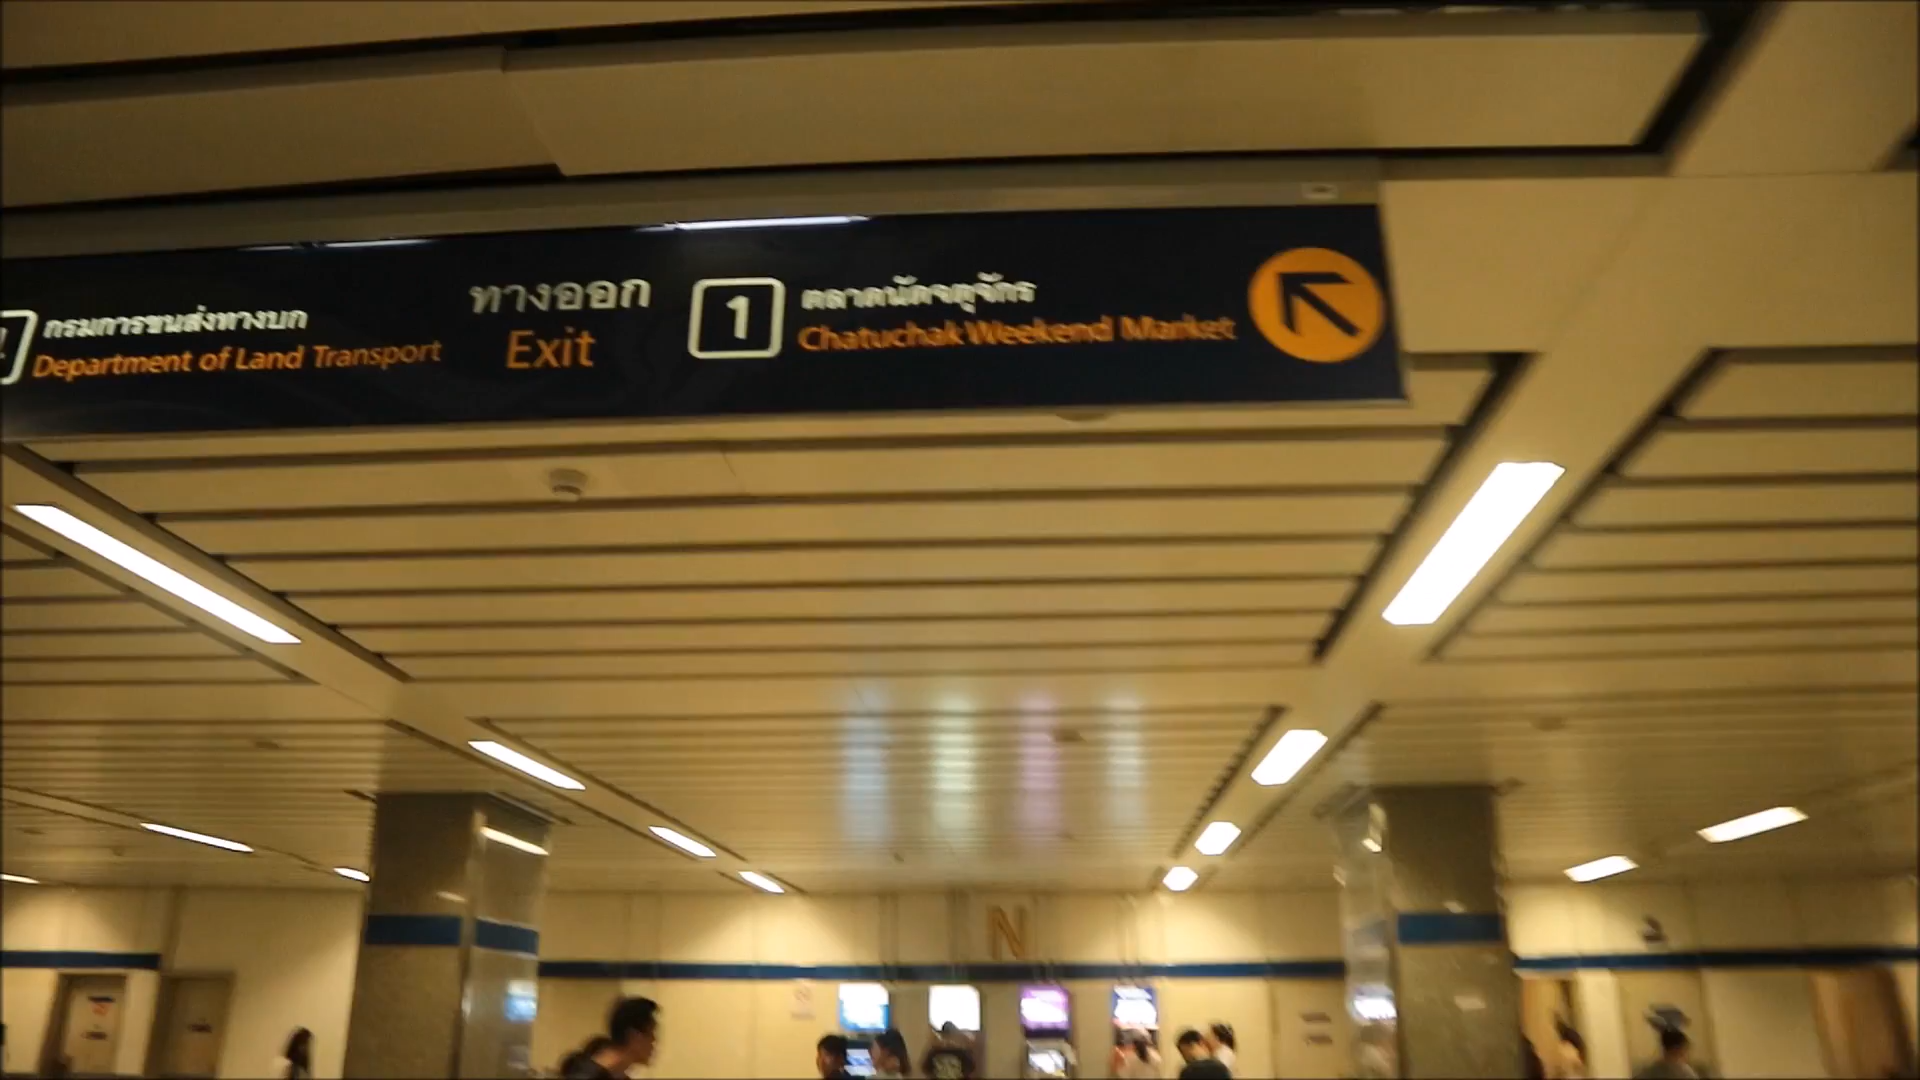 กรมการขนส่งทางบก
Department of Land Transport
ทางออก
Exit
1
ตลาดนัดจตุจักร
Chatuchak Weekend Market
N